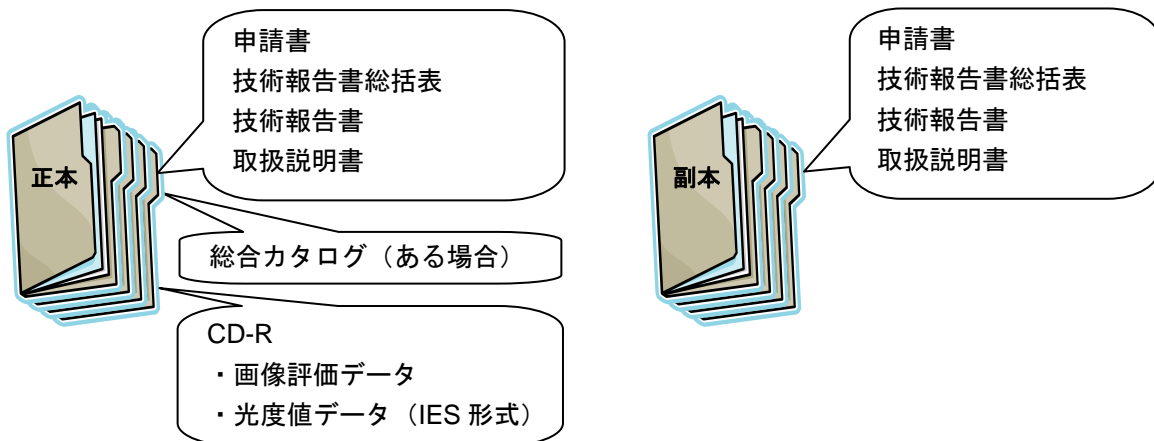 申請書
技術報告書総括表
技術報告書
取扱説明書
正本
総合カタログ（ある場合）
CD-R
・画像評価データ
・光度値データ（IES 形式）
申請書
技術報告書総括表
技術報告書
取扱説明書
副本